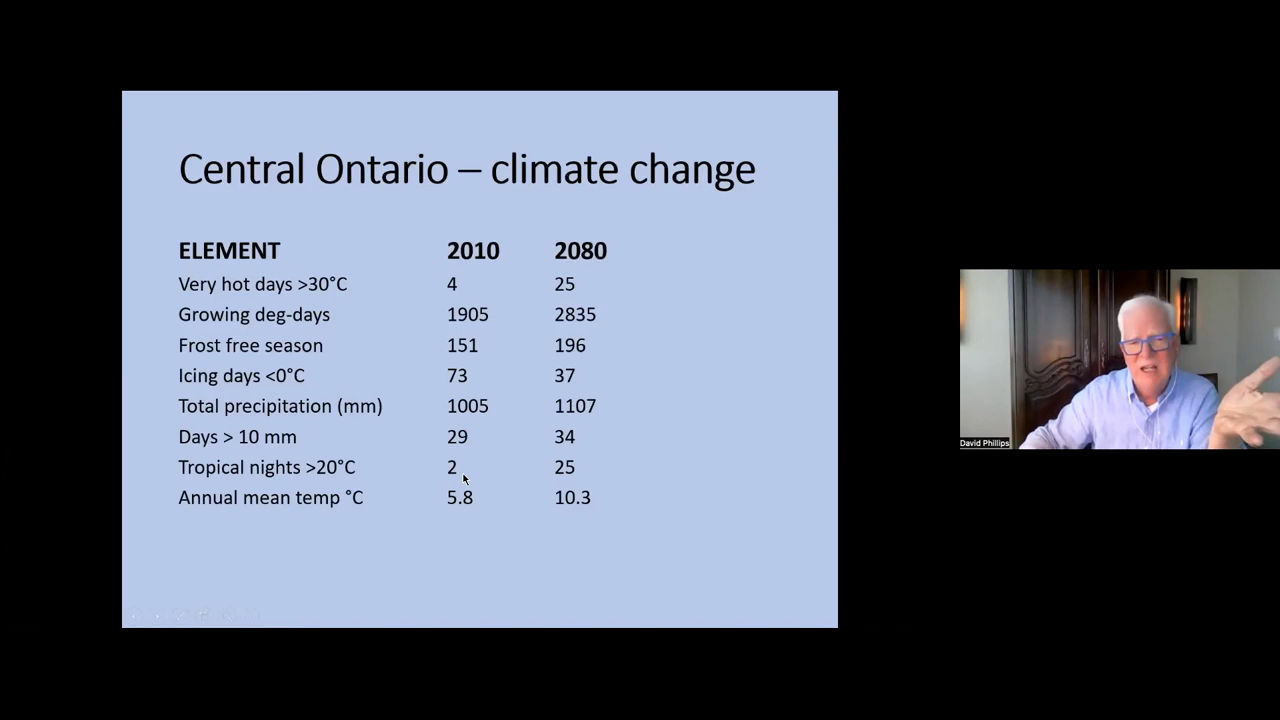 Central Ontario – climate change
ELEMENT 2010 2080
Very hot days >30°C 4 25
Growing deg-days 1905 2835
Frost free season 151 196
Icing days <0°C 73 37
Total precipitation (mm) 1005 1107
Days > 10 mm 29 34
Tropical nights >20°C 2 25
Annual mean temp °C 5.8 10.3
David Phillips